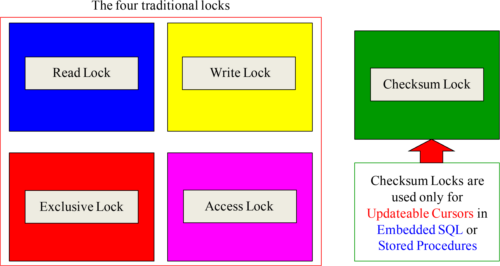 The four traditional locks
Read Lock
Write Lock
Checksum Lock
Exclusive Lock
Access Lock
Checksum Locks are
used only for
Updateable Cursors in
Embedded SQL or
Stored Procedures